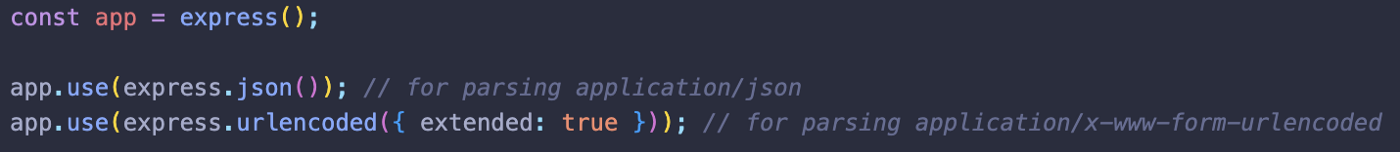 const app = express();
app.use(express.json()); // for parsing application/json
app.use(express.urlencoded({ extended: true })); // for parsing application/x-www-form-urlencoded